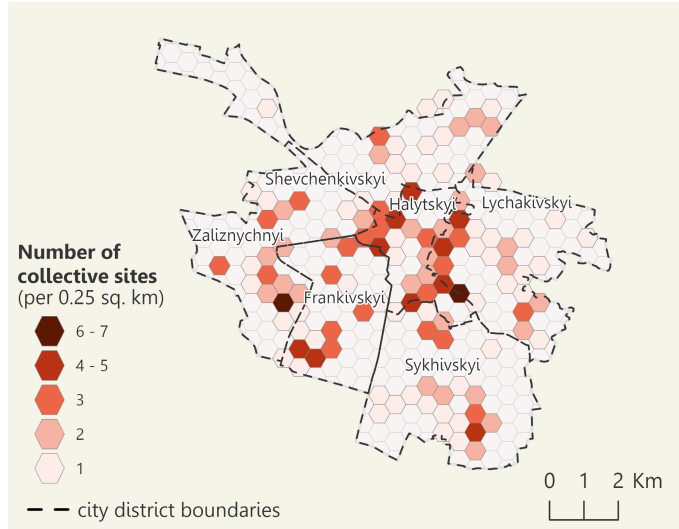 Shevchenkivskyi
Halytskyi
Lychakivskyi
Zaliznychnyi
Frankivskyi
Sykhivskyi
Number of
collective sites
(per 0.25 sq. km)
6 - 7
4 - 5
3
2
1
city district boundaries
0 1 2 Km